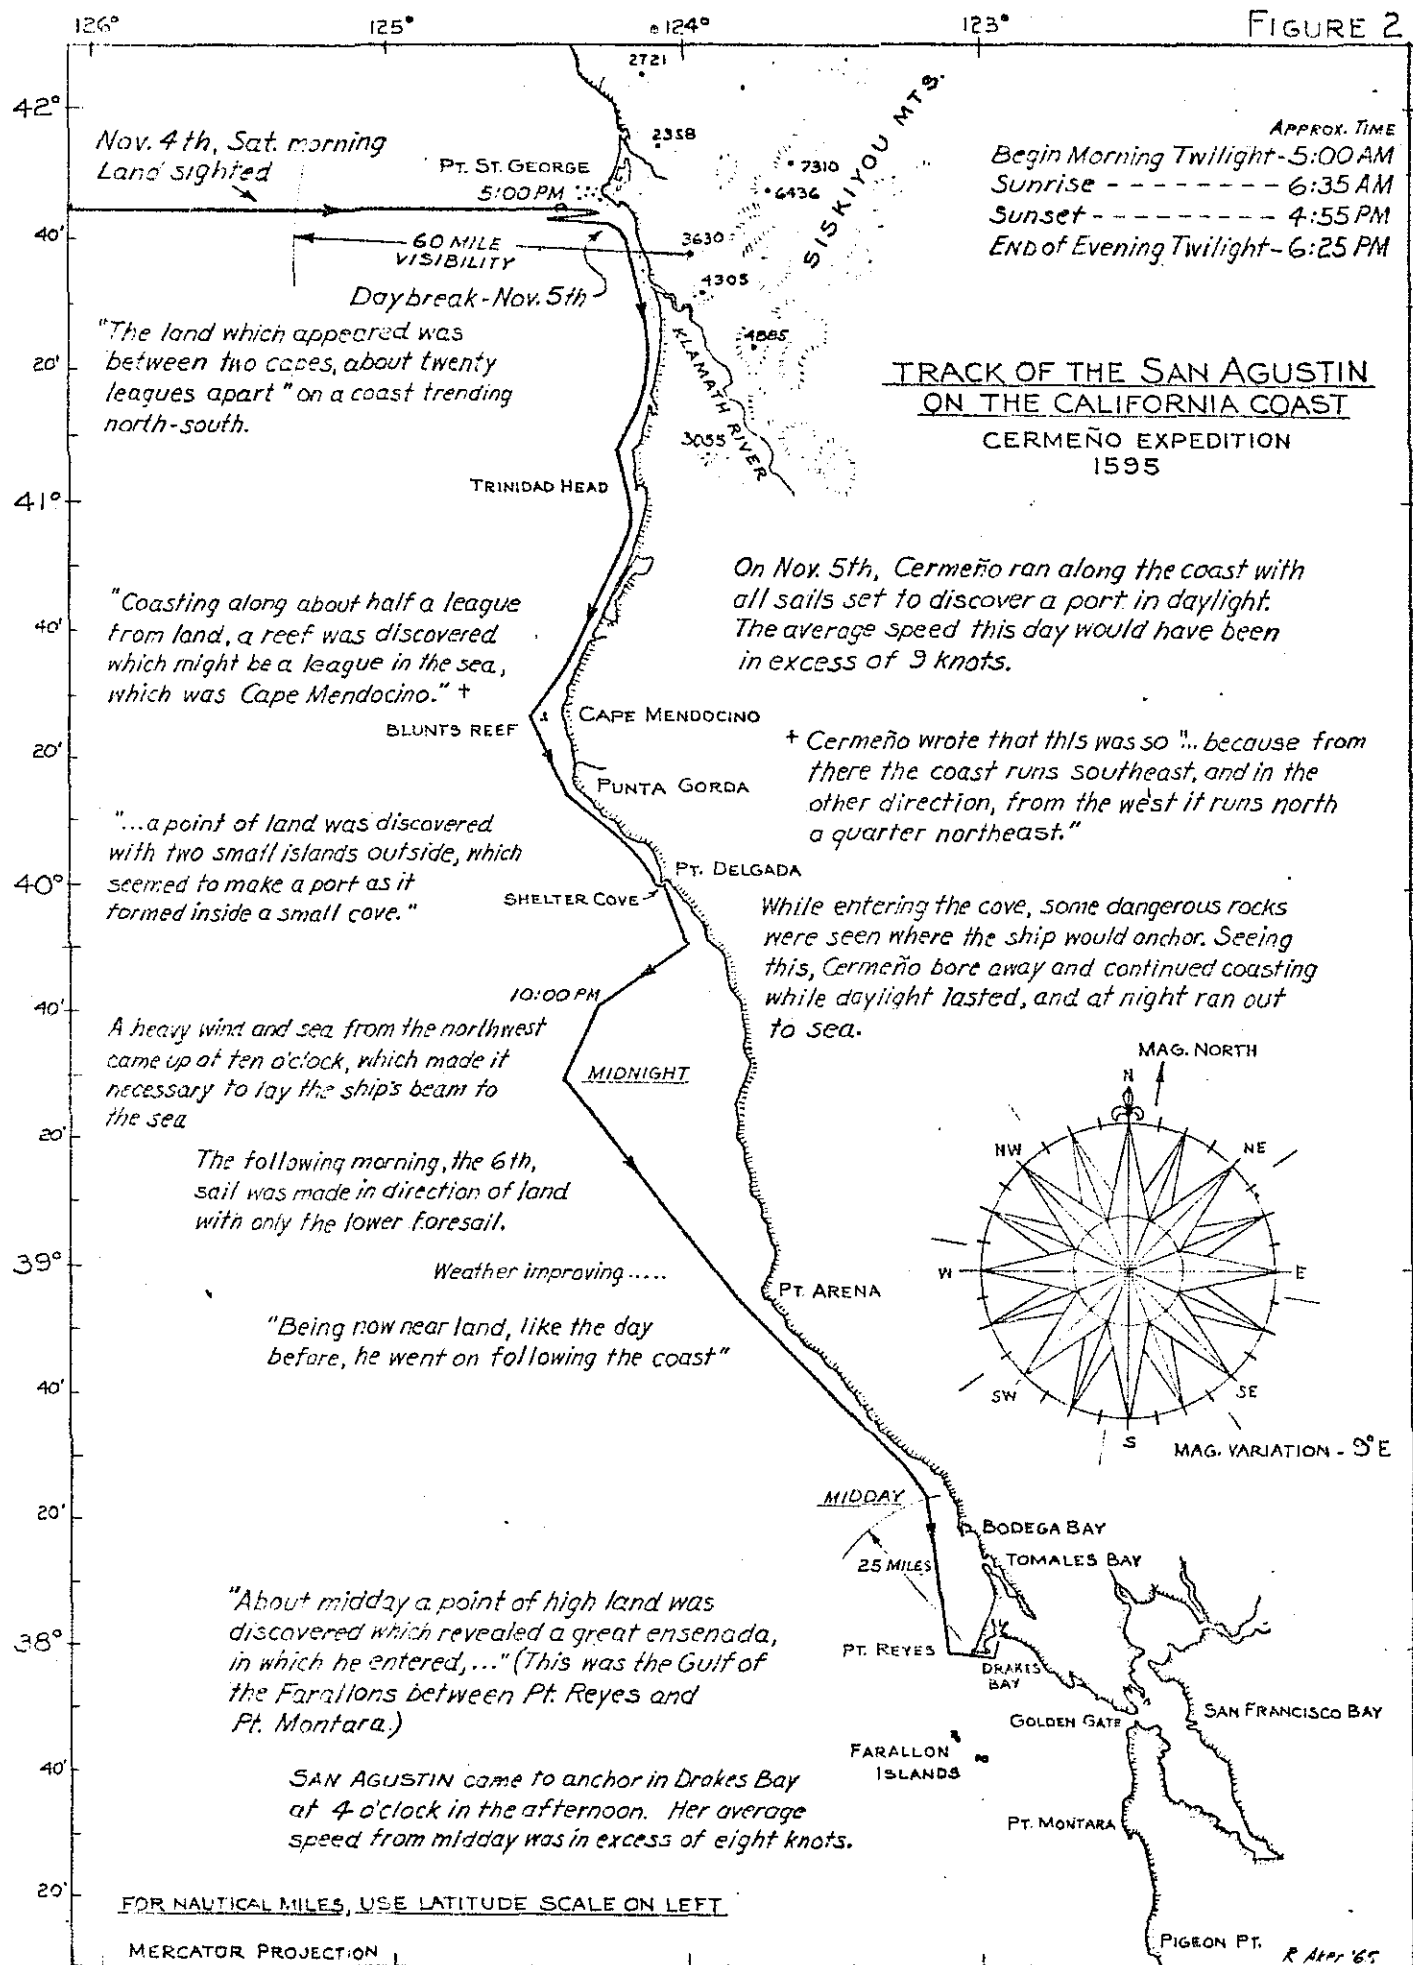 126°
125°
124°
123°
FIGURE 2
2721
42°
Nov. 4th, Sat. morning
Land sighted
2358
PT. ST. GEORGE
5:00 PM
7310
6436
SISKIYOU MTS.
APPROX. TIME
Begin Morning Twilight - 5:00 AM
Sunrise - - - - - - - - 6:35 AM
Sunset - - - - - - - - - 4:55 PM
END of Evening Twilight - 6:25 PM
40'
60 MILE
VISIBILITY
3630
4305
Daybreak - Nov. 5th
"The land which appeared was
between two capes, about twenty
leagues apart" on a coast trending
north-south.
20'
4885
KLAMATH RIVER
3055
TRACK OF THE SAN AGUSTIN
ON THE CALIFORNIA COAST
CERMEÑO EXPEDITION
1595
TRINIDAD HEAD
41°
On Nov. 5th, Cermeño ran along the coast with
all sails set to discover a port in daylight.
The average speed this day would have been
in excess of 9 knots.
"Coasting along about half a league
from land, a reef was discovered
which might be a league in the sea,
which was Cape Mendocino." +
40'
BLUNTS REEF
CAPE MENDOCINO
20'
PUNTA GORDA
+ Cermeño wrote that this was so "... because from
there the coast runs southeast, and in the
other direction, from the west it runs north
a quarter northeast."
"...a point of land was discovered
with two small islands outside, which
seemed to make a port as it
formed inside a small cove."
40°
PT. DELGADA
SHELTER COVE
While entering the cove, some dangerous rocks
were seen where the ship would anchor. Seeing
this, Cermeño bore away and continued coasting
while daylight lasted, and at night ran out
to sea.
10:00 PM
40'
A heavy wind and sea from the northwest
came up at ten o'clock, which made it
necessary to lay the ship's beam to
the sea
MIDNIGHT
20'
MAG. NORTH
N
NW
NE
W
E
SW
SE
S
MAG. VARIATION - 9° E
The following morning, the 6th,
sail was made in direction of land
with only the lower foresail.
39°
Weather improving.....
PT. ARENA
"Being now near land, like the day
before, he went on following the coast"
40'
20'
MIDDAY
BODEGA BAY
25 MILES
TOMALES BAY
"About midday a point of high land was
discovered which revealed a great ensenada,
in which he entered, ..." (This was the Gulf of
the Farallons between Pt. Reyes and
Pt. Montara.)
38°
PT. REYES
DRAKES
BAY
GOLDEN GATE
SAN FRANCISCO BAY
FARALLON
ISLANDS
40'
SAN AGUSTIN came to anchor in Drakes Bay
at 4 o'clock in the afternoon. Her average
speed from midday was in excess of eight knots.
PT. MONTARA
20'
FOR NAUTICAL MILES, USE LATITUDE SCALE ON LEFT
MERCATOR PROJECTION
PIGEON PT.
R Aker '65